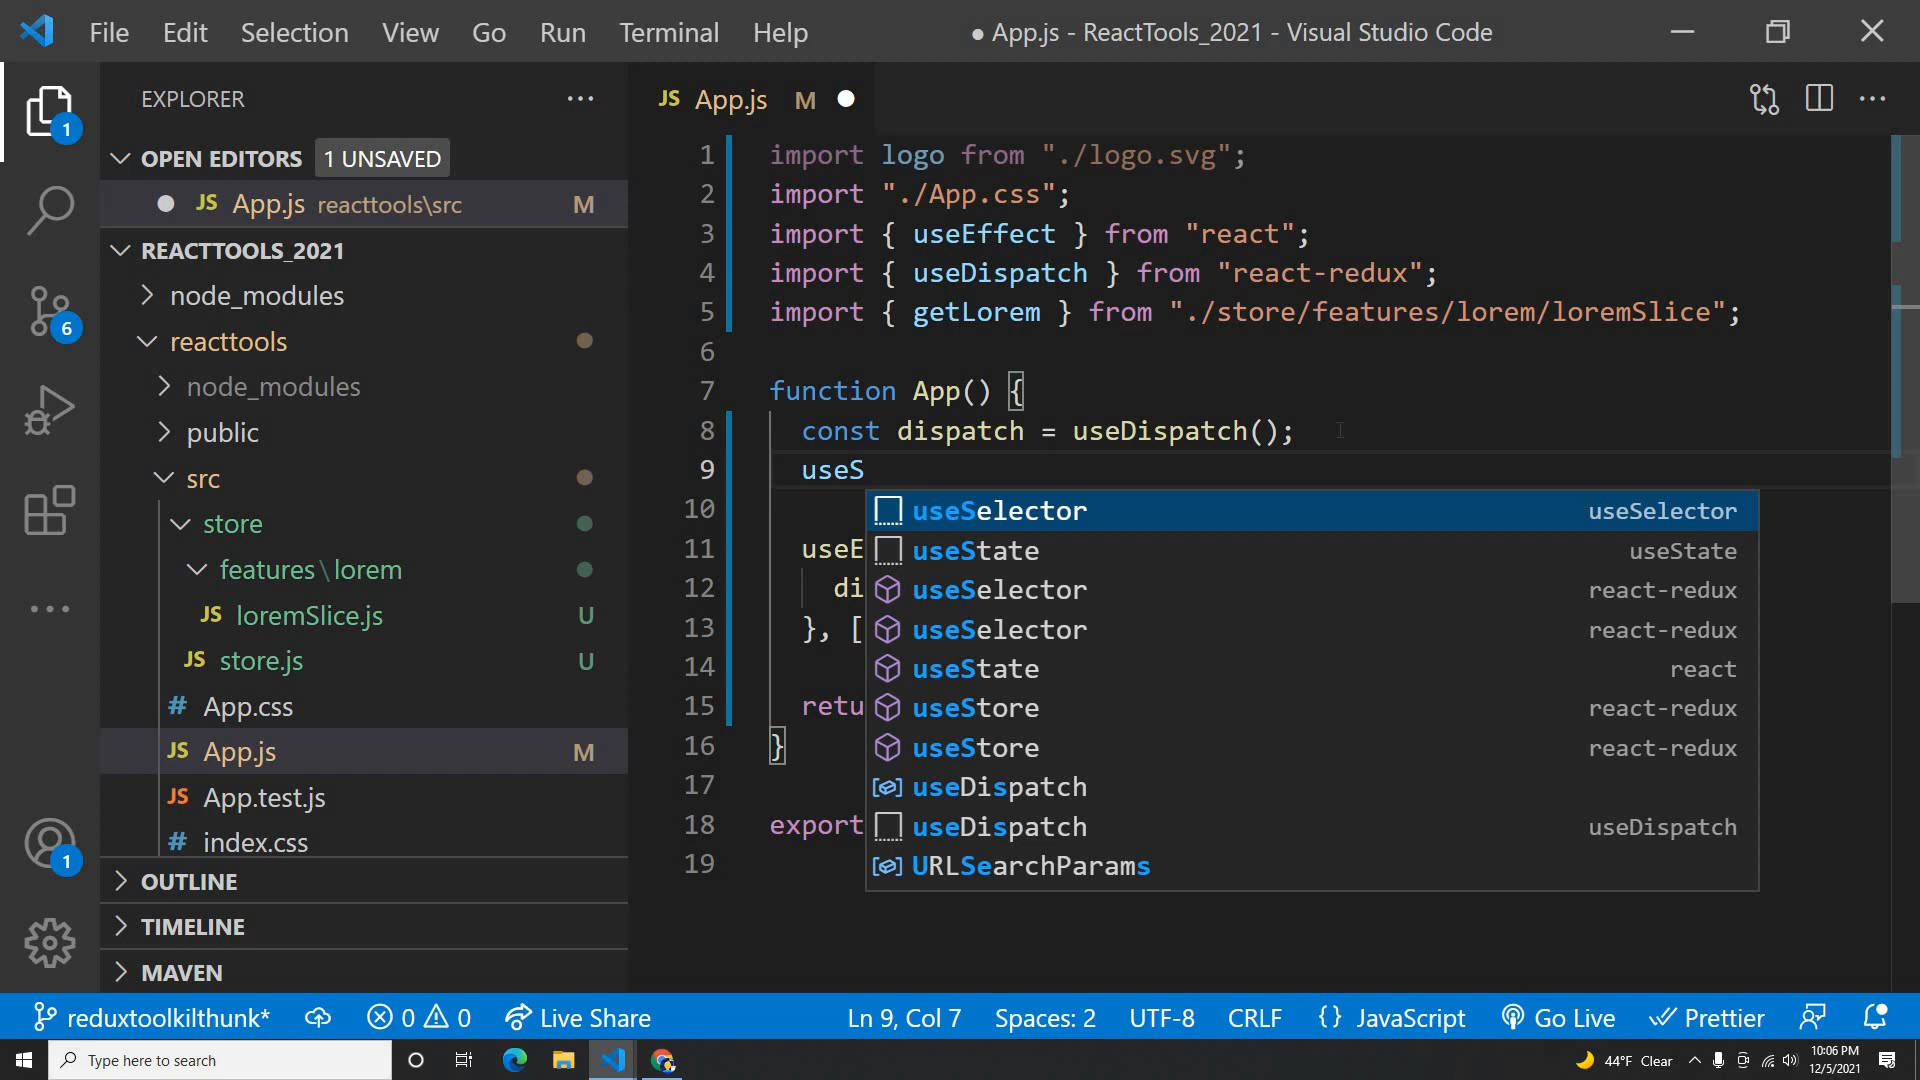 File Edit Selection View Go Run Terminal Help
● App.js - ReactTools_2021 - Visual Studio Code
EXPLORER
OPEN EDITORS 1 UNSAVED
JS App.js reacttools\src M
REACTTOOLS_2021
node_modules
reacttools
node_modules
public
src
store
features\lorem
JS loremSlice.js U
JS store.js U
# App.css
JS App.js M
JS App.test.js
# index.css
OUTLINE
TIMELINE
MAVEN
1
6
1
JS App.js M
1 import logo from "./logo.svg";
2 import "./App.css";
3 import { useEffect } from "react";
4 import { useDispatch } from "react-redux";
5 import { getLorem } from "./store/features/lorem/loremSlice";
6
7 function App() {
8 const dispatch = useDispatch();
9 useS
10
11 useE
12 di
13 }, [
14
15 retu
16 }
17
18 export
19
useSelector useSelector
useState useState
useSelector react-redux
useSelector react-redux
useState react
useStore react-redux
useStore react-redux
useDispatch
useDispatch useDispatch
URLSearchParams
reduxtoolkilthunk* 0 0 Live Share Ln 9, Col 7 Spaces: 2 UTF-8 CRLF {} JavaScript Go Live Prettier
Type here to search
44°F Clear
10:06 PM
12/5/2021